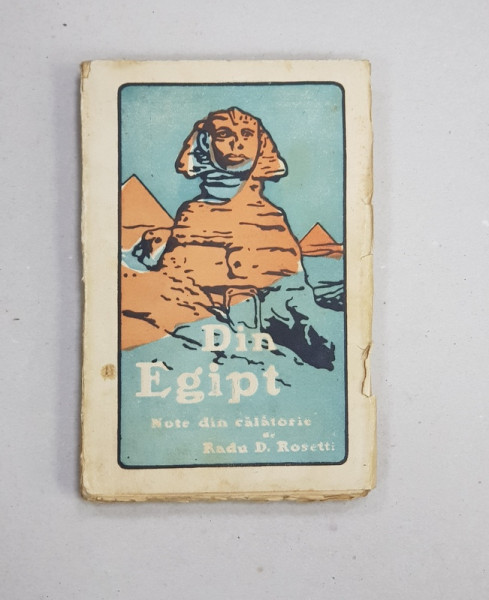 Din
Egipt
Note din călătorie
de
Radu D. Rosetti